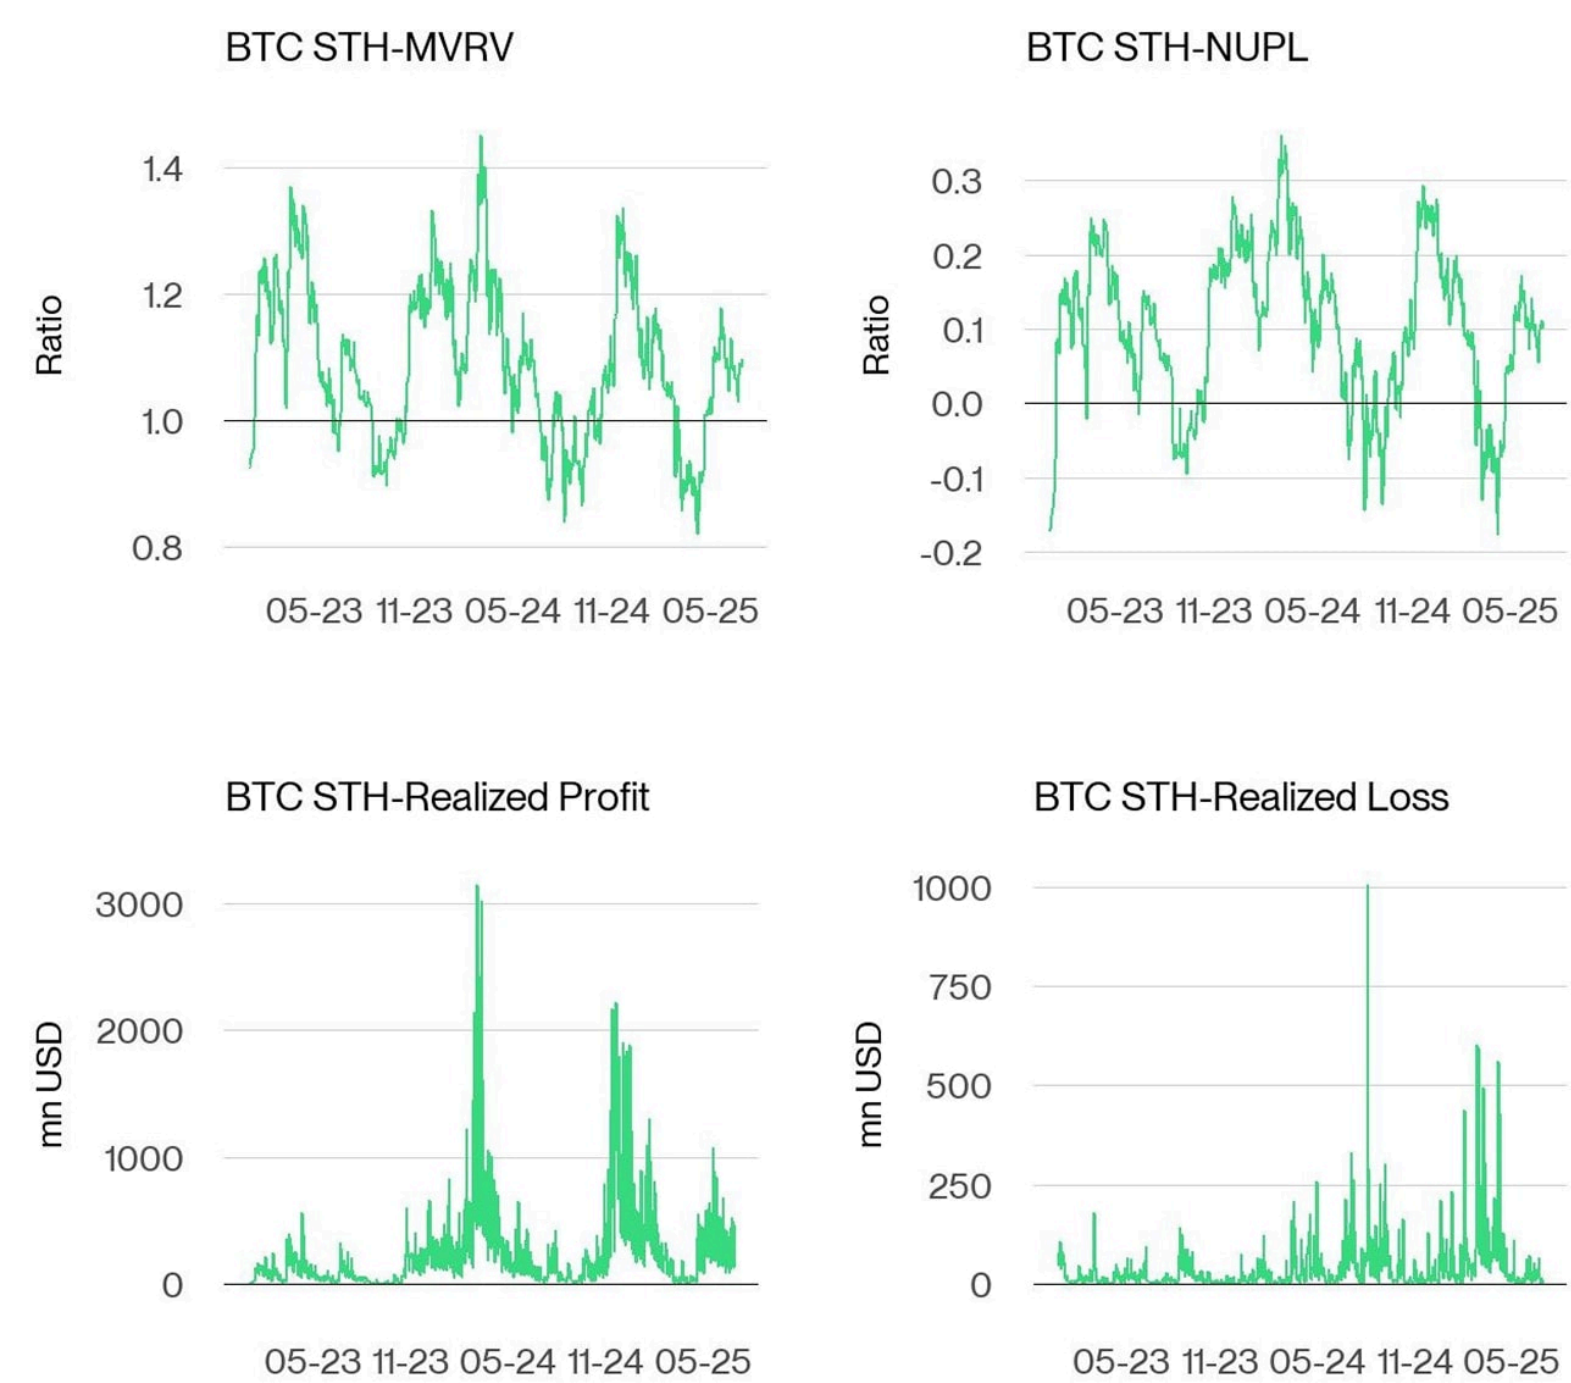 BTC STH-MVRV
Ratio
1.4
1.2
1.0
0.8
05-23 11-23 05-24 11-24 05-25
BTC STH-NUPL
Ratio
0.3
0.2
0.1
0.0
-0.1
-0.2
05-23 11-23 05-24 11-24 05-25
BTC STH-Realized Profit
mn USD
3000
2000
1000
0
05-23 11-23 05-24 11-24 05-25
BTC STH-Realized Loss
mn USD
1000
750
500
250
0
05-23 11-23 05-24 11-24 05-25